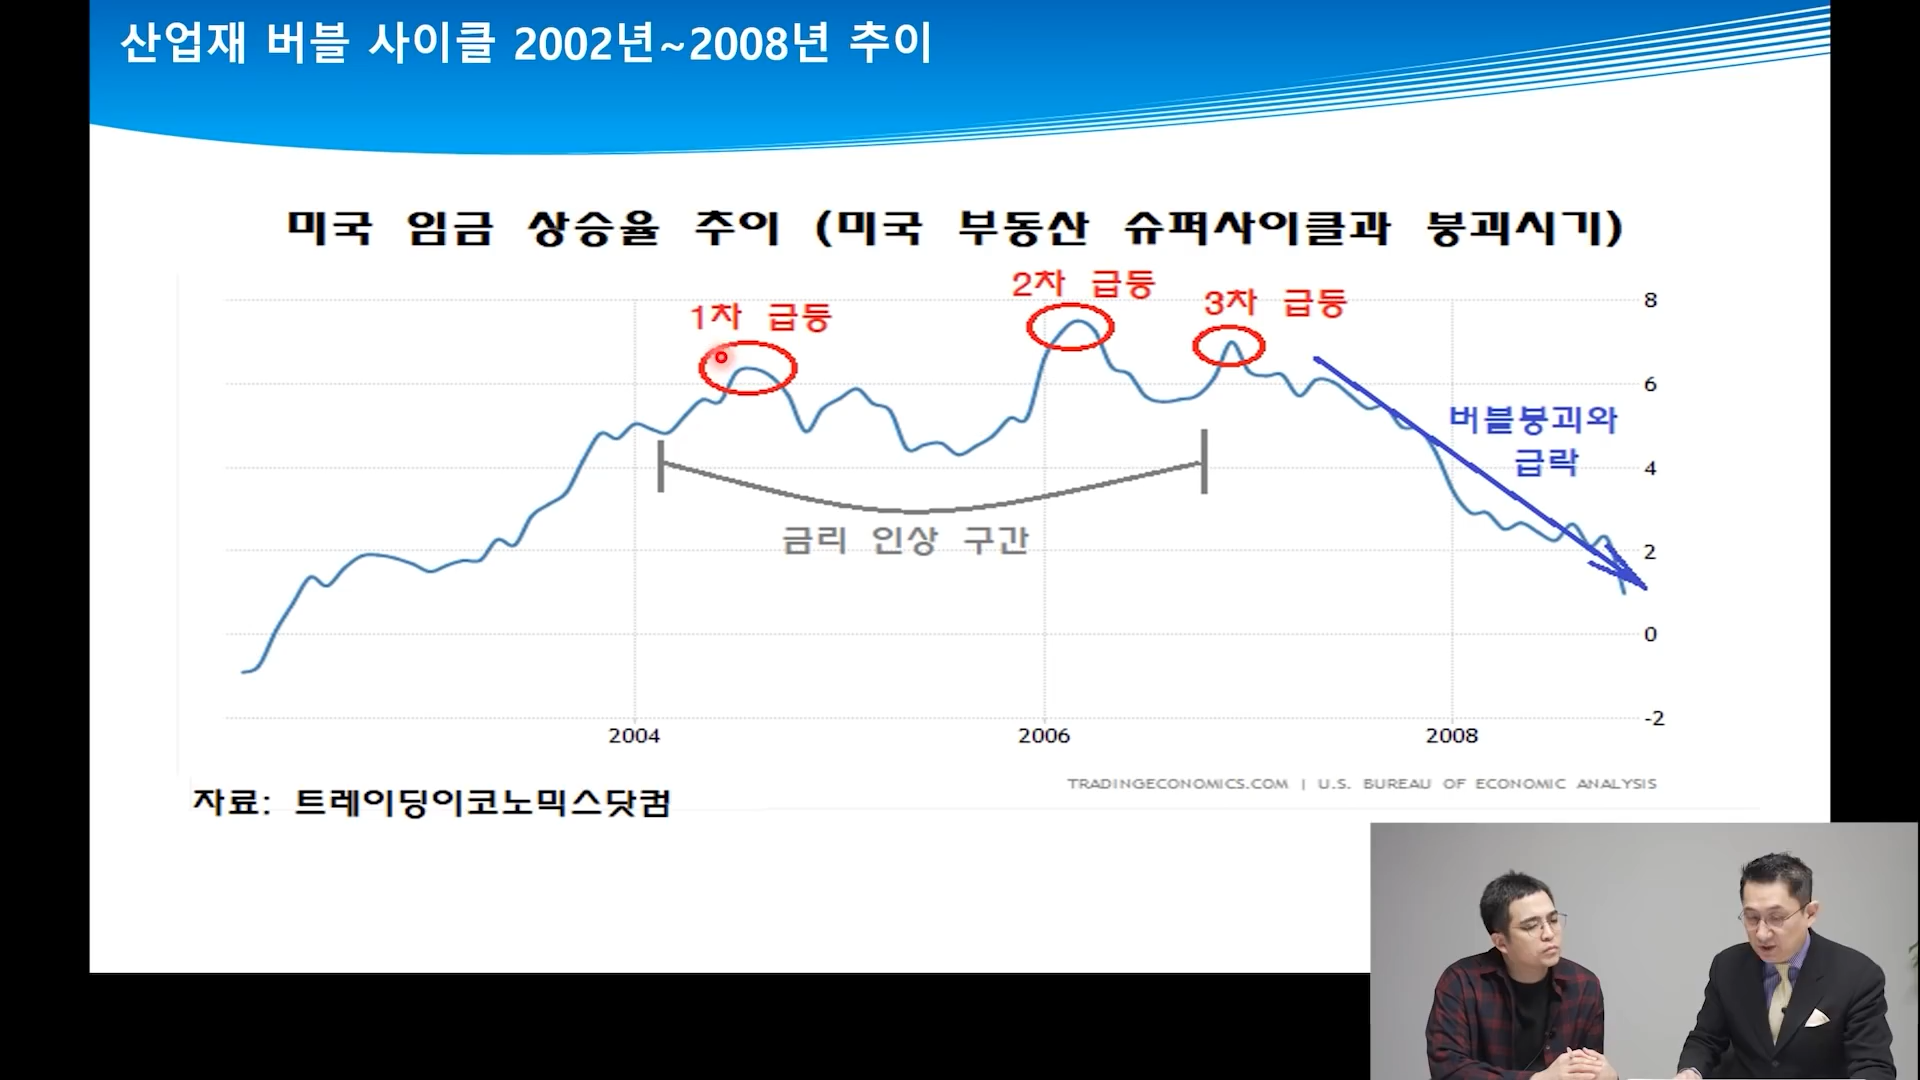 산업재 버블 사이클 2002년~2008년 추이
미국 임금 상승율 추이 (미국 부동산 슈퍼사이클과 붕괴시기)
1차 급등
2차 급등
3차 급등
버블붕괴와
급락
금리 인상 구간
8
6
4
2
0
-2
2004
2006
2008
TRADINGECONOMICS.COM | U.S. BUREAU OF ECONOMIC ANALYSIS
자료: 트레이딩이코노믹스닷컴